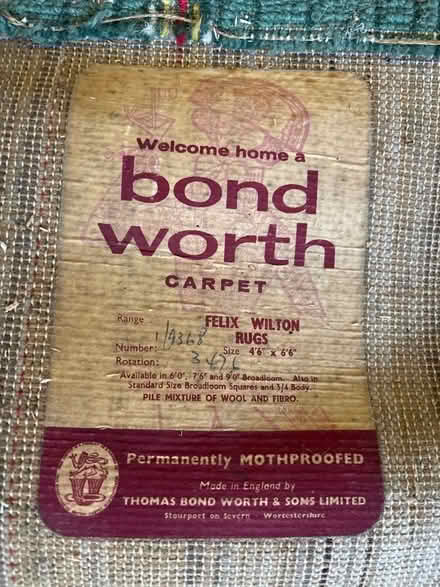 Welcome home a
bond
worth
CARPET
Range FELIX WILTON
RUGS
Number: 1/9368 Size 4'6" x 6'6"
Rotation:
Available in 6'0", 7'6" and 9'0" Broadloom. Also in
Standard Size Broadloom Squares and 3/4 Body.
PILE MIXTURE OF WOOL AND FIBRO.
Permanently MOTHPROOFED
Made in England by
THOMAS BOND WORTH & SONS LIMITED
Stourport on Severn Worcestershire